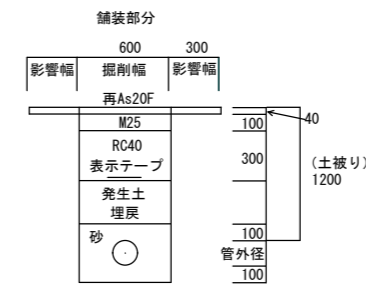 舗装部分
600 300
影響幅 掘削幅 影響幅
再As20F
M25 100 40
RC40 300
表示テープ
(土被り)
1200
発生土
埋戻
砂 100
管外径
100